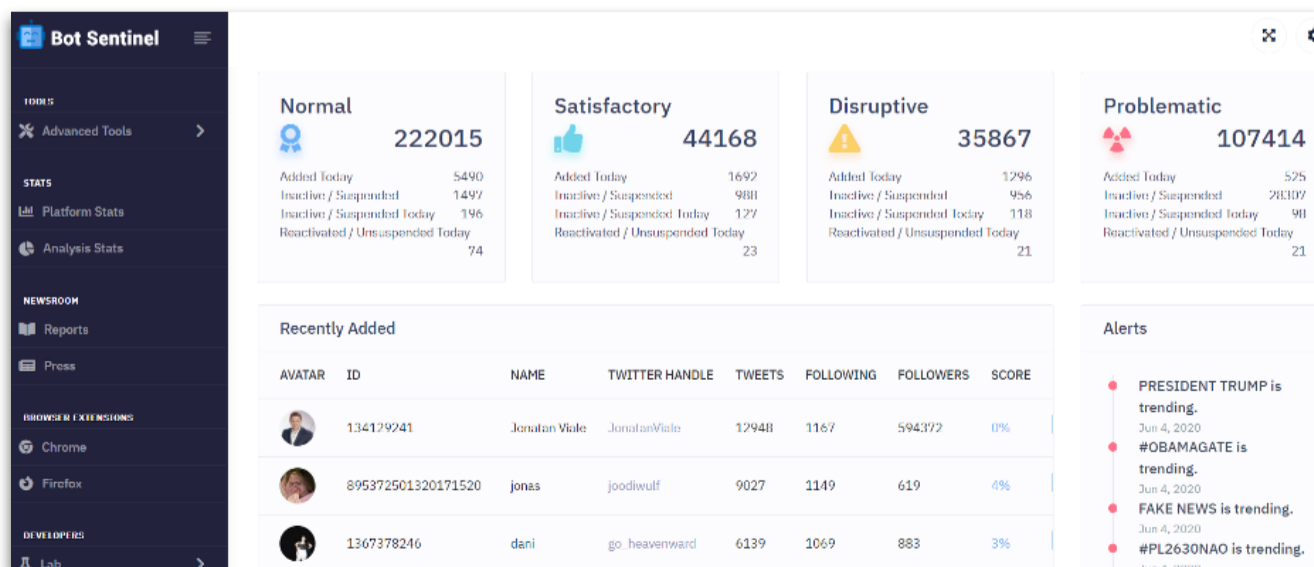 Bot Sentinel
TOOLS
Advanced Tools
STATS
Platform Stats
Analysis Stats
NEWSROOM
Reports
Press
BROWSER EXTENSIONS
Chrome
Firefox
DEVELOPERS
Lab
Normal
222015
Added Today 5490
Inactive / Suspended 1497
Inactive / Suspended Today 196
Reactivated / Unsuspended Today
74
Satisfactory
44168
Added Today 1692
Inactive / Suspended 988
Inactive / Suspended Today 127
Reactivated / Unsuspended Today
23
Disruptive
35867
Added Today 1296
Inactive / Suspended 956
Inactive / Suspended Today 118
Reactivated / Unsuspended Today
21
Problematic
107414
Added Today 525
Inactive / Suspended 28307
Inactive / Suspended Today 98
Reactivated / Unsuspended Today
21
Recently Added
AVATAR ID NAME TWITTER HANDLE TWEETS FOLLOWING FOLLOWERS SCORE
134129241 Jonatan Viale JonatanViale 12948 1167 594372 0%
895372501320171520 jonas joodiwulf 9027 1149 619 4%
1367378246 dani go_heavenward 6139 1069 883 3%
Alerts
PRESIDENT TRUMP is
trending.
Jun 4, 2020
#OBAMAGATE is
trending.
Jun 4, 2020
FAKE NEWS is trending.
Jun 4, 2020
#PL2630NAO is trending.